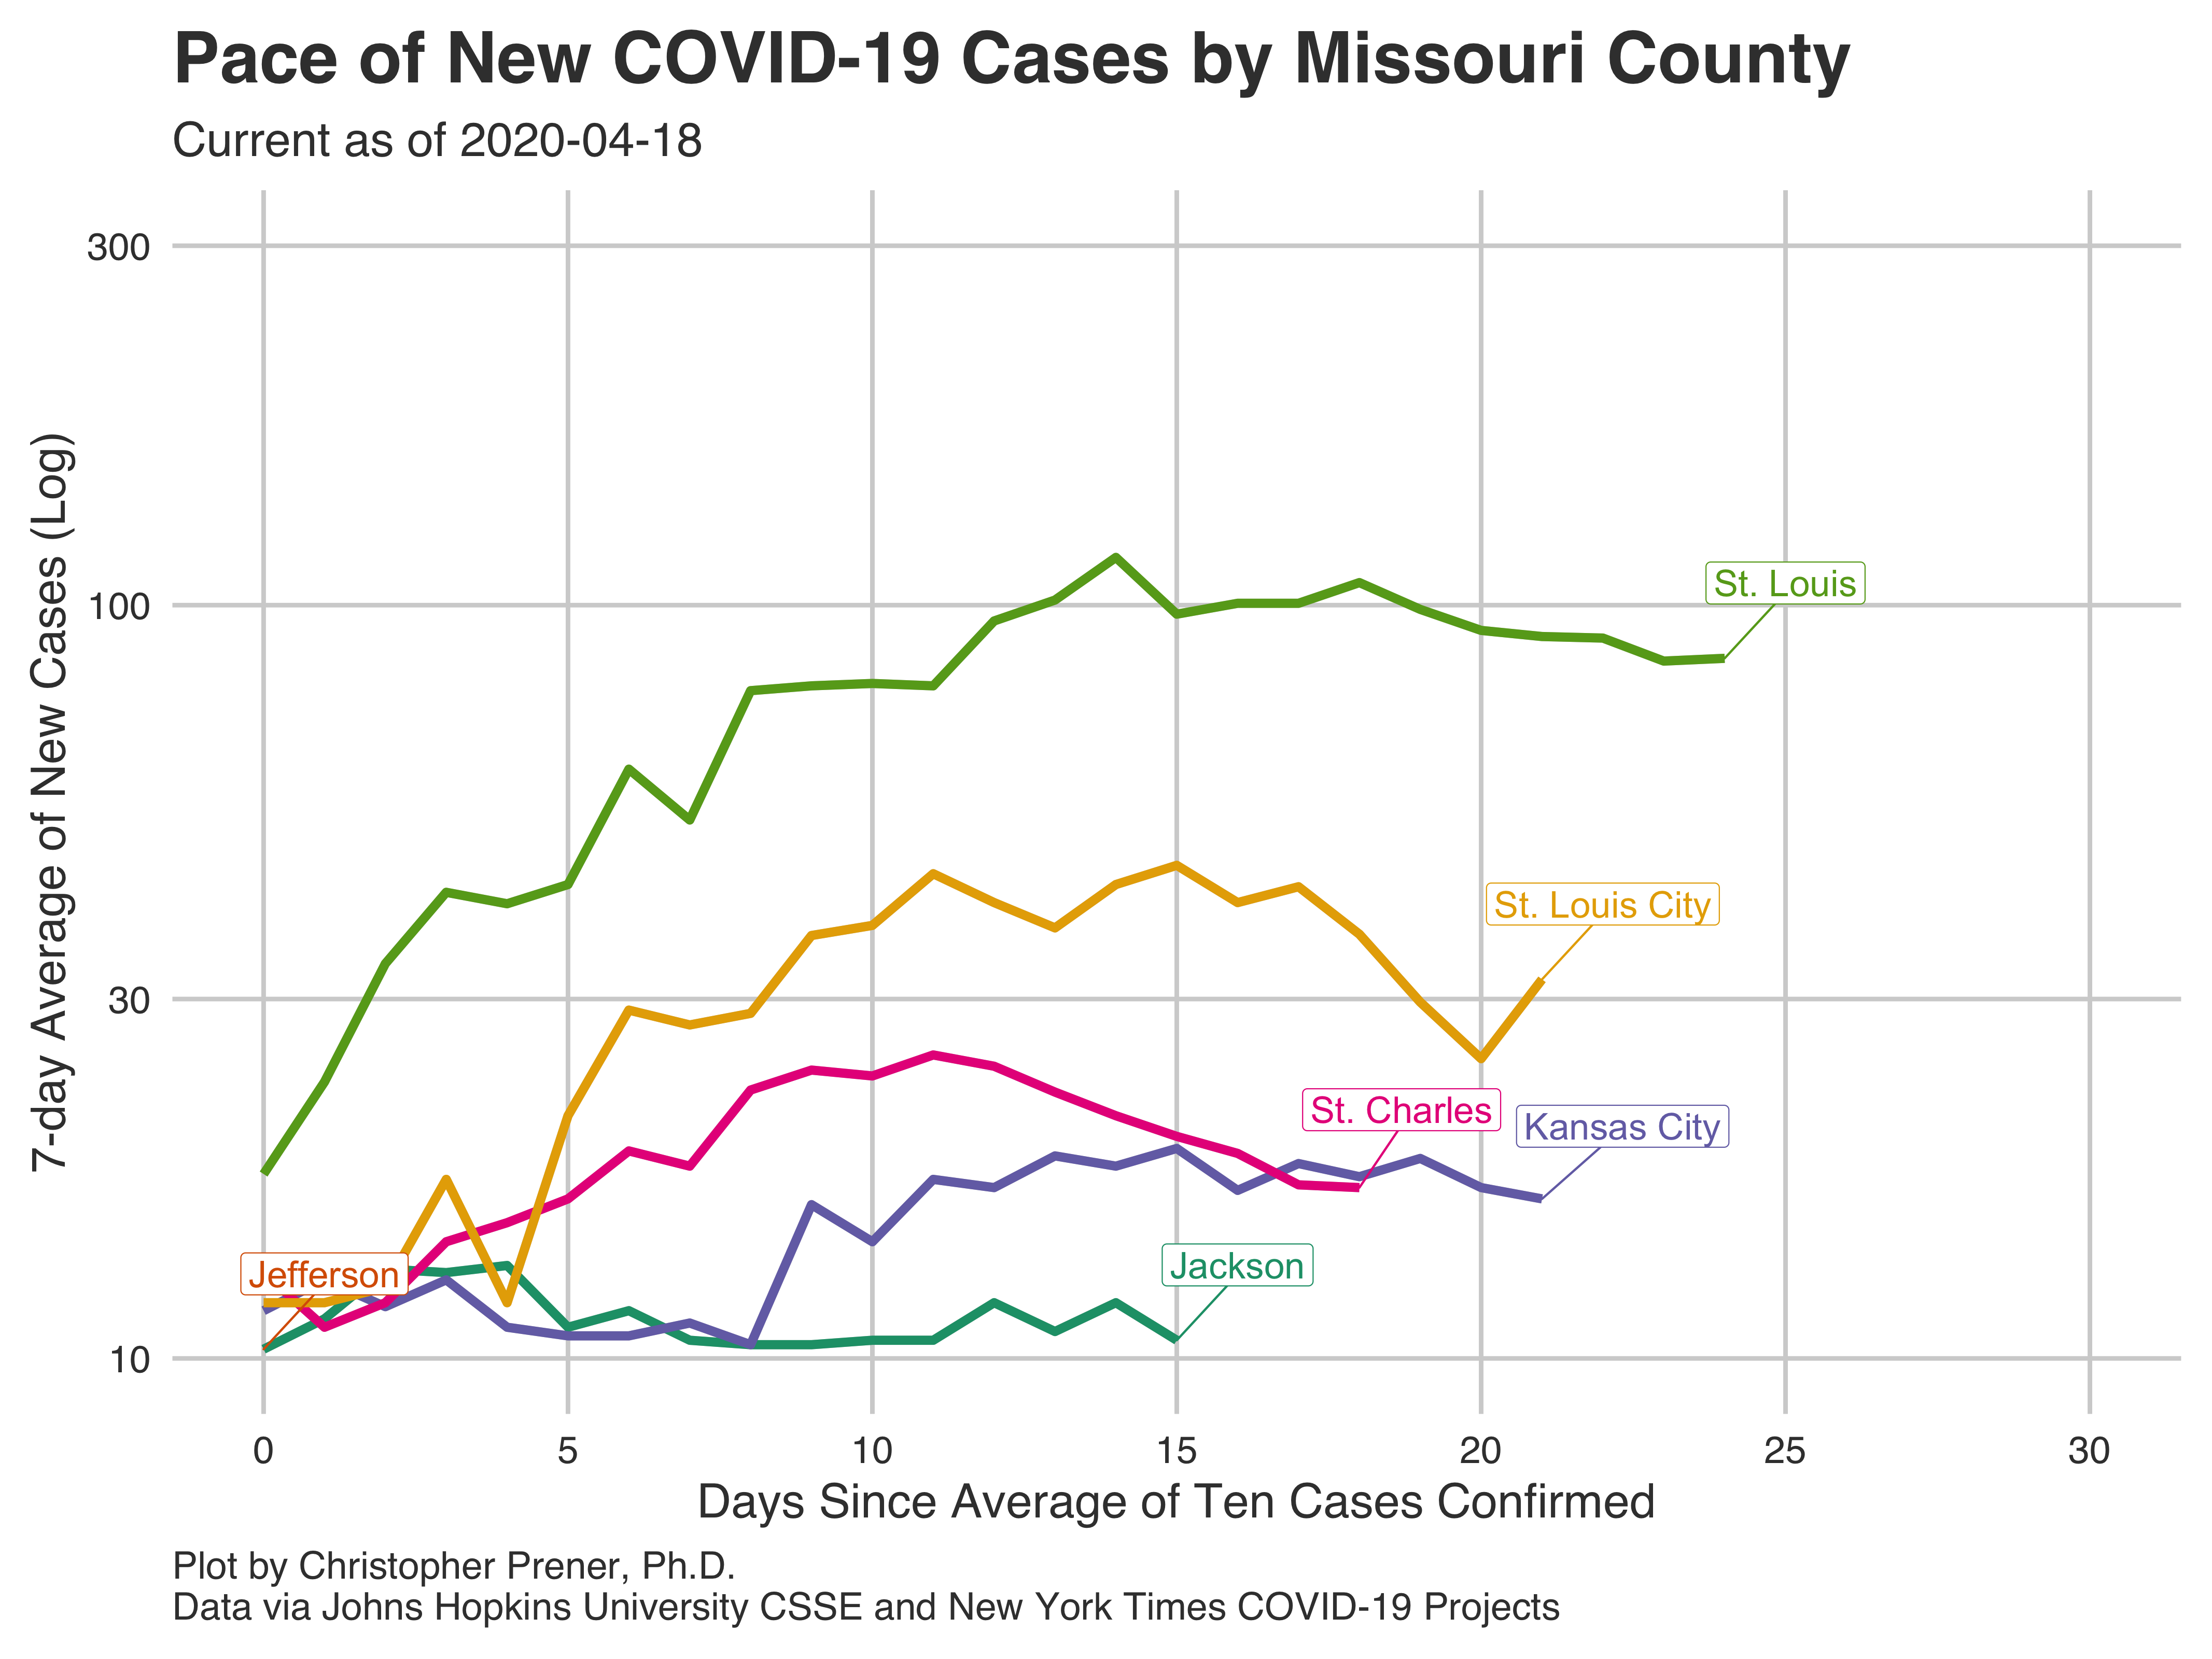 Pace of New COVID-19 Cases by Missouri County
Current as of 2020-04-18
7-day Average of New Cases (Log)
300
100
30
10
St. Louis
St. Louis City
St. Charles
Kansas City
Jackson
Jefferson
0 5 10 15 20 25 30
Days Since Average of Ten Cases Confirmed
Plot by Christopher Prener, Ph.D.
Data via Johns Hopkins University CSSE and New York Times COVID-19 Projects